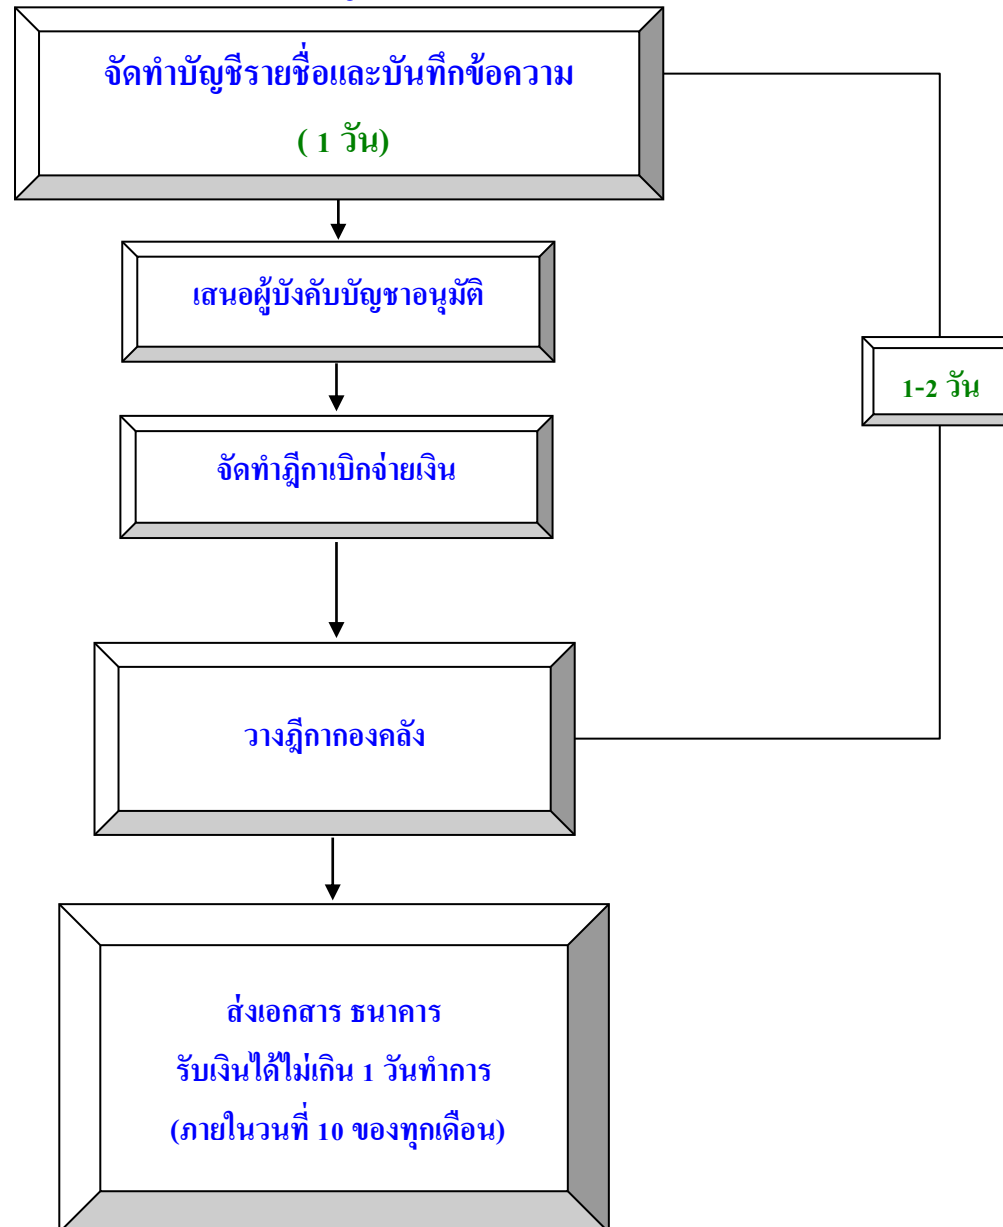 จัดทำบัญชีรายชื่อและบันทึกข้อความ
( 1 วัน)
เสนอผู้บังคับบัญชาอนุมัติ
1-2 วัน
จัดทำฎีกาเบิกจ่ายเงิน
วางฎีกากองคลัง
ส่งเอกสาร ธนาคาร
รับเงินได้ไม่เกิน 1 วันทำการ
(ภายในวนที่ 10 ของทุกเดือน)